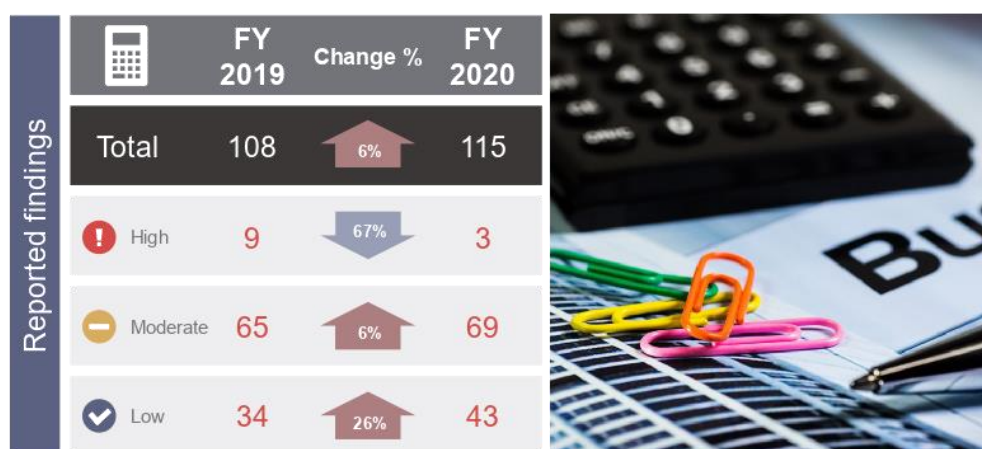 Reported findings
FY 2019
Change %
FY 2020
Total 108 6% 115
High 9 67% 3
Moderate 65 6% 69
Low 34 26% 43
Bu